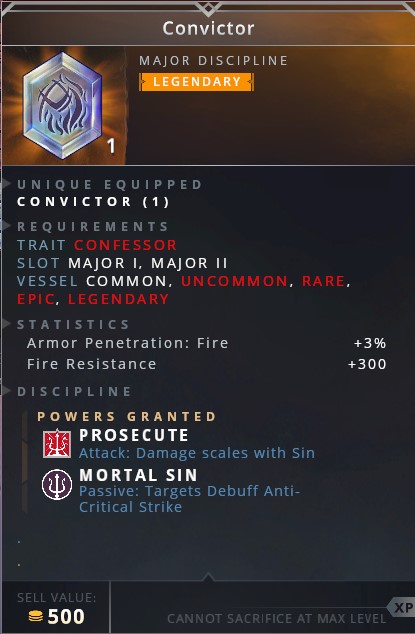 Convictor
MAJOR DISCIPLINE
LEGENDARY
1
UNIQUE EQUIPPED
CONVICTOR (1)
REQUIREMENTS
TRAIT CONFESSOR
SLOT MAJOR I, MAJOR II
VESSEL COMMON, UNCOMMON, RARE,
EPIC, LEGENDARY
STATISTICS
Armor Penetration: Fire +3%
Fire Resistance +300
DISCIPLINE
POWERS GRANTED
PROSECUTE
Attack: Damage scales with Sin
MORTAL SIN
Passive: Targets Debuff Anti-
Critical Strike
.
.
SELL VALUE:
500
CANNOT SACRIFICE AT MAX LEVEL XP